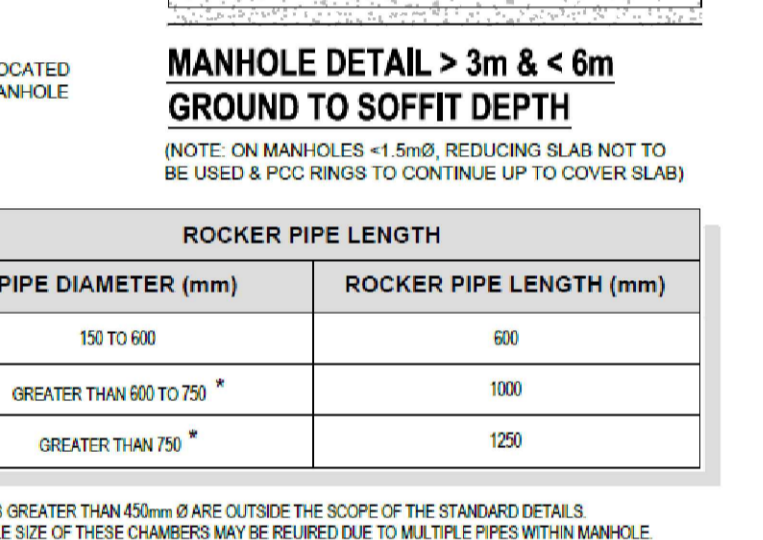 OCATED
ANHOLE
MANHOLE DETAIL > 3m & < 6m
GROUND TO SOFFIT DEPTH
(NOTE: ON MANHOLES <1.5mØ, REDUCING SLAB NOT TO
BE USED & PCC RINGS TO CONTINUE UP TO COVER SLAB)
ROCKER PIPE LENGTH
PIPE DIAMETER (mm) ROCKER PIPE LENGTH (mm)
150 TO 600 600
GREATER THAN 600 TO 750 * 1000
GREATER THAN 750 * 1250
S GREATER THAN 450mm Ø ARE OUTSIDE THE SCOPE OF THE STANDARD DETAILS.
LE SIZE OF THESE CHAMBERS MAY BE REUIRED DUE TO MULTIPLE PIPES WITHIN MANHOLE.